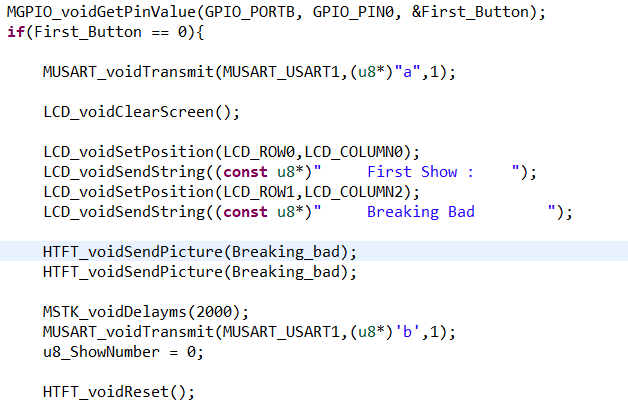 MGPIO_voidGetPinValue(GPIO_PORTB, GPIO_PIN0, &First_Button);
if(First_Button == 0){
MUSART_voidTransmit(MUSART_USART1,(u8*)"a",1);
LCD_voidClearScreen();
LCD_voidSetPosition(LCD_ROW0,LCD_COLUMN0);
LCD_voidSendString((const u8*)"     First Show :    ");
LCD_voidSetPosition(LCD_ROW1,LCD_COLUMN2);
LCD_voidSendString((const u8*)"     Breaking Bad        ");
HTFT_voidSendPicture(Breaking_bad);
HTFT_voidSendPicture(Breaking_bad);
MSTK_voidDelayms(2000);
MUSART_voidTransmit(MUSART_USART1,(u8*)'b',1);
u8_ShowNumber = 0;
HTFT_voidReset();